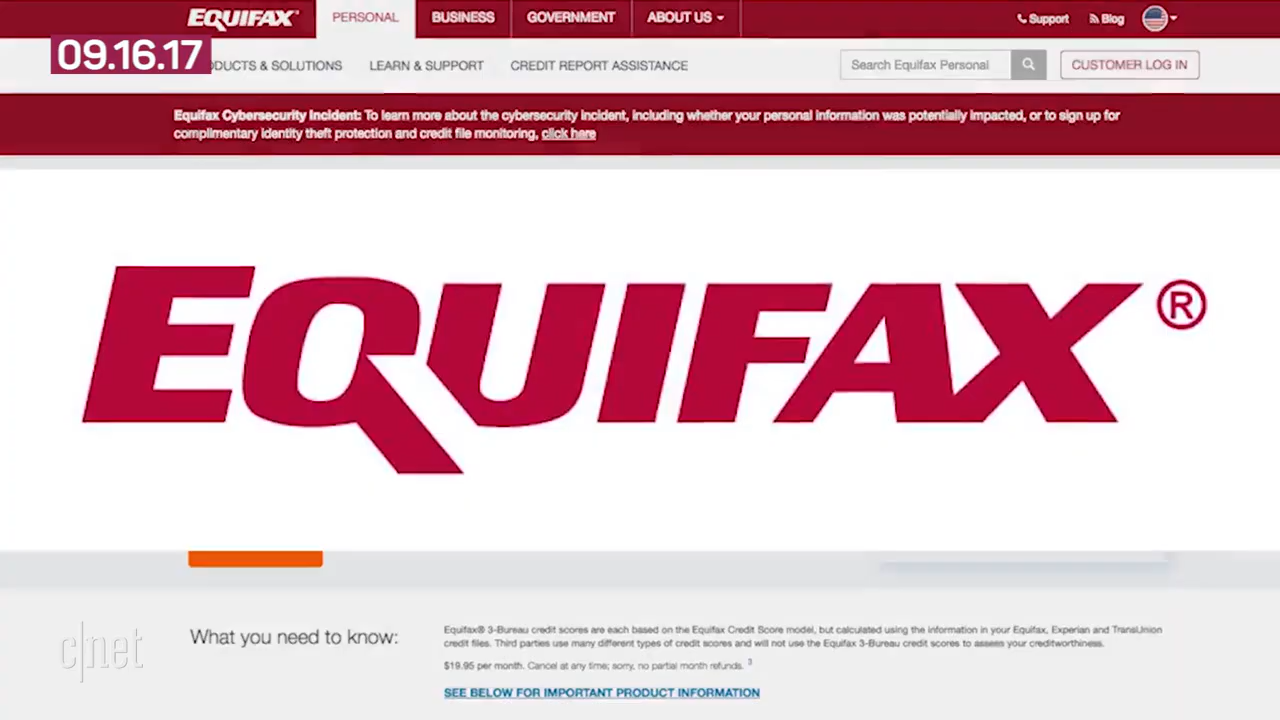 EQUIFAX
PERSONAL
BUSINESS
GOVERNMENT
ABOUT US
Support
Blog
09.16.17
ODUCTS & SOLUTIONS
LEARN & SUPPORT
CREDIT REPORT ASSISTANCE
Search Equifax Personal
CUSTOMER LOG IN
Equifax Cybersecurity Incident: To learn more about the cybersecurity incident, including whether your personal information was potentially impacted, or to sign up for
complimentary identity theft protection and credit file monitoring, click here
EQUIFAX®
What you need to know:
Equifax® 3-Bureau credit scores are each based on the Equifax Credit Score model, but calculated using the information in your Equifax, Experian and TransUnion
credit files. Third parties use many different types of credit scores and will not use the Equifax 3-Bureau credit scores to assess your creditworthiness.
$19.95 per month. Cancel at any time; sorry, no partial month refunds. 3
SEE BELOW FOR IMPORTANT PRODUCT INFORMATION
c|net